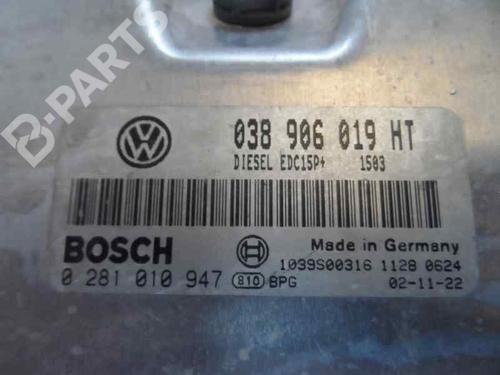 B-PARTS
038 906 019 HT
DIESEL EDC15P+ 1503
BOSCH
Made in Germany
1039S00316 1128 0624
0 281 010 947 810 BPG 02-11-22